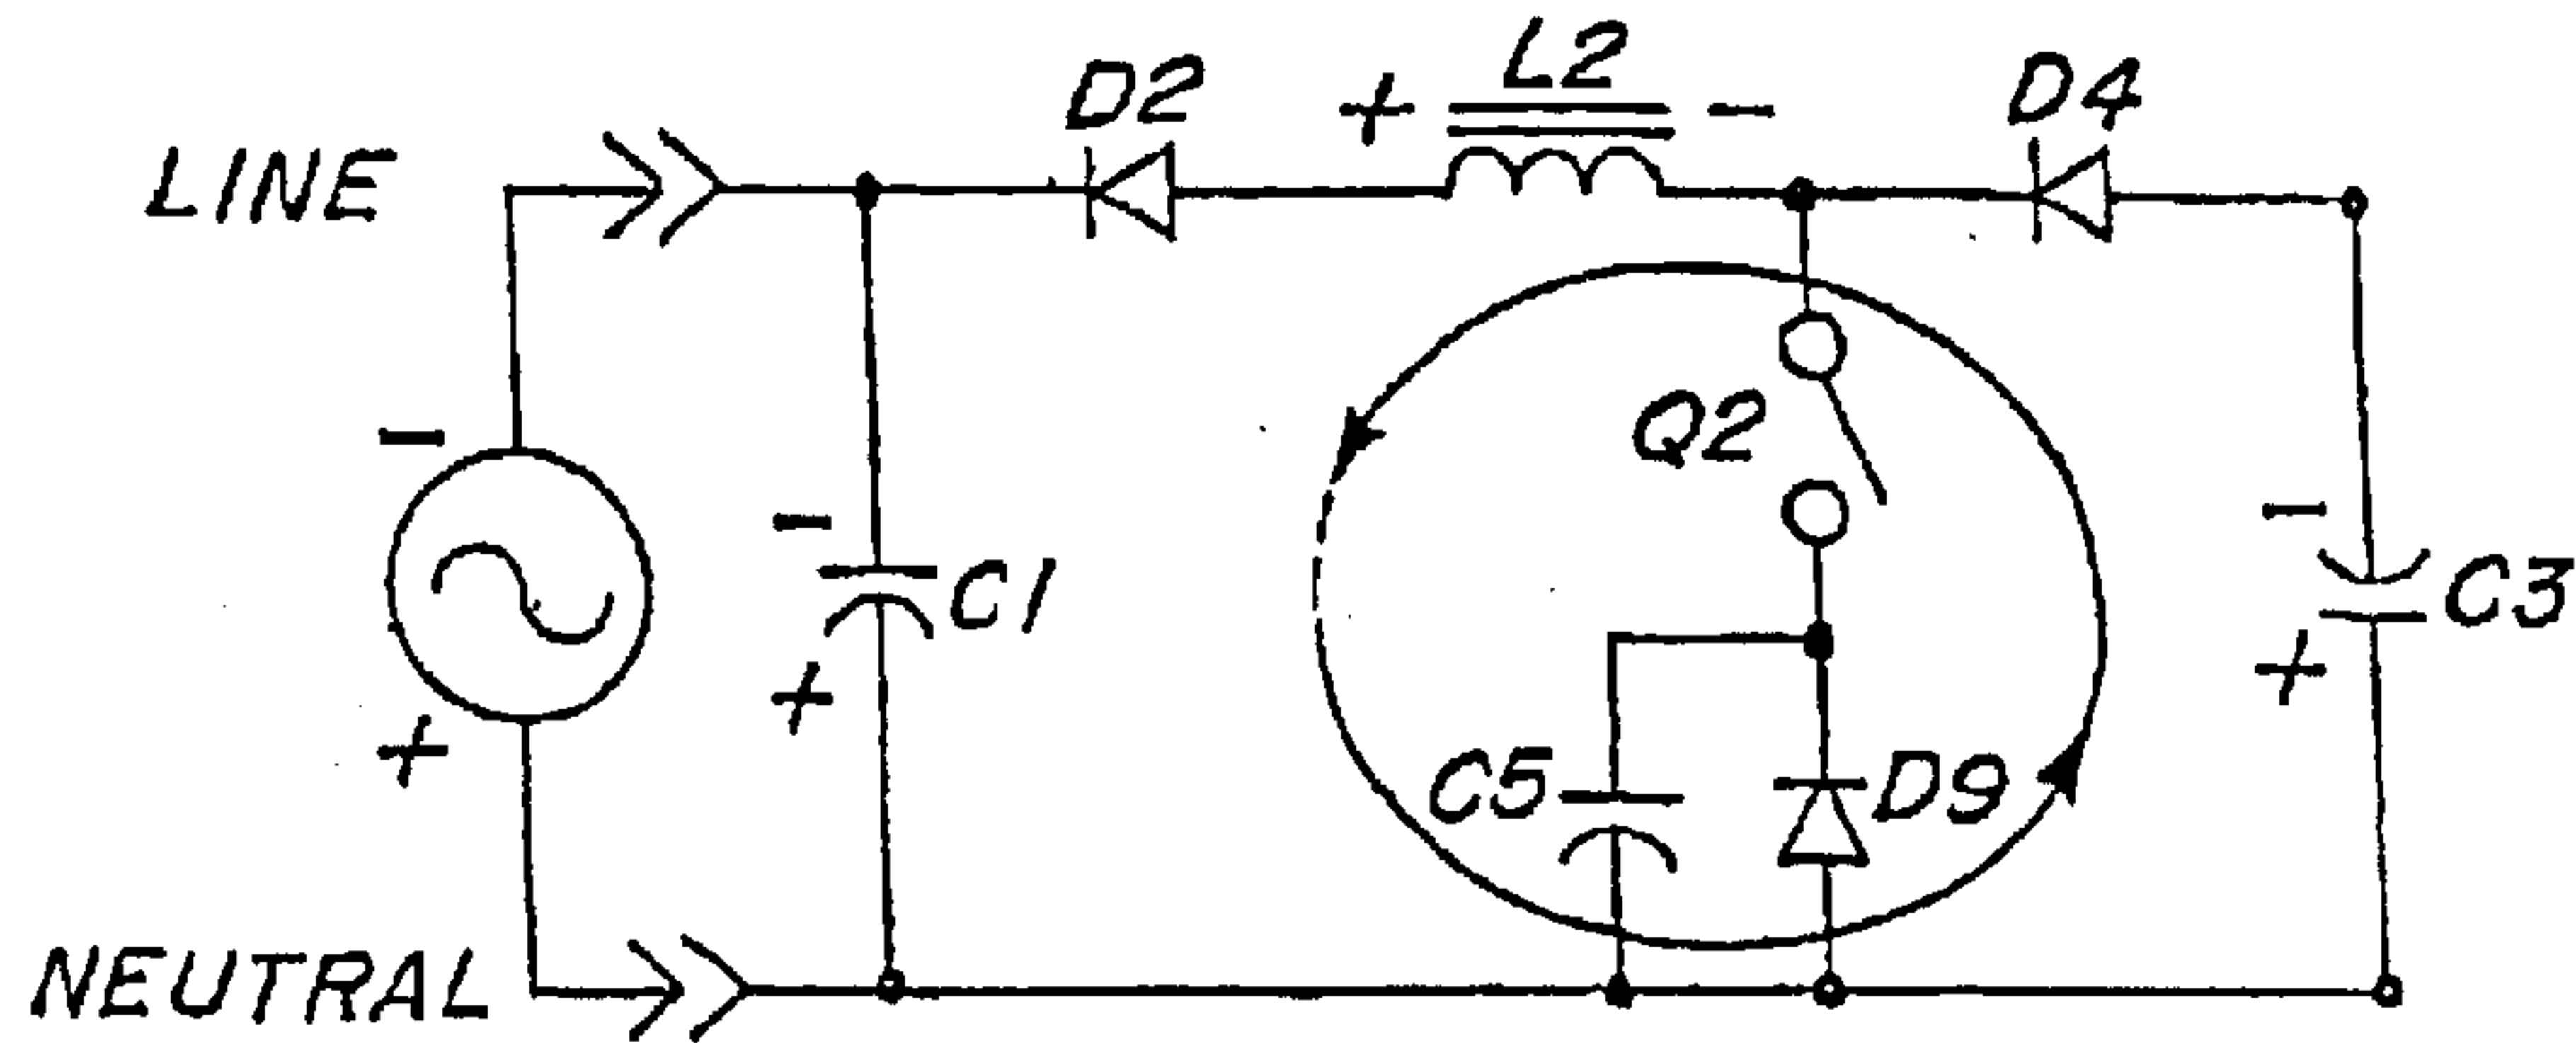 L2
+ -
D2
D4
LINE
-
Q2
-
-
C1
C3
+
+
+
C5
D9
NEUTRAL